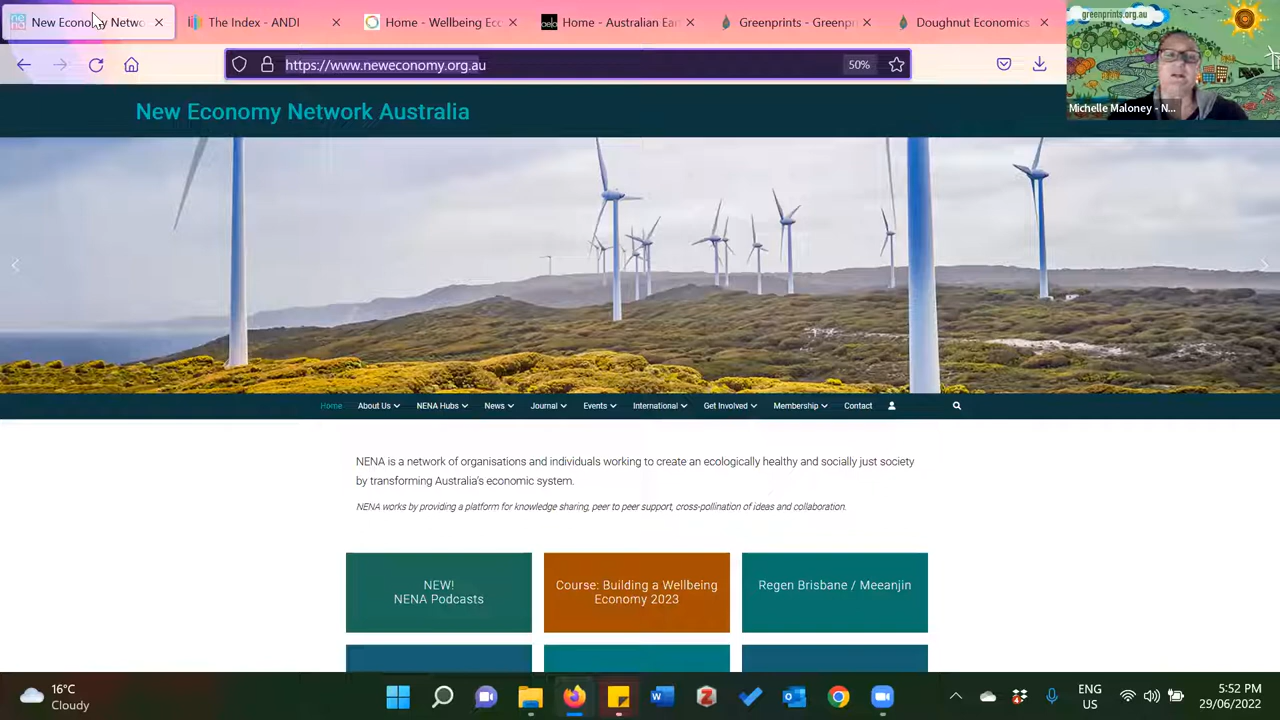 New Economy Netwo
The Index - ANDI
Home - Wellbeing Ec
Home - Australian Ear
Greenprints - Greenpr
Doughnut Economics
greenprints.org.au
Michelle Maloney - N...
https://www.neweconomy.org.au
50%
New Economy Network Australia
Home
About Us
NENA Hubs
News
Journal
Events
International
Get Involved
Membership
Contact
NENA is a network of organisations and individuals working to create an ecologically healthy and socially just society
by transforming Australia's economic system.
NENA works by providing a platform for knowledge sharing, peer to peer support, cross-pollination of ideas and collaboration.
NEW!
NENA Podcasts
Course: Building a Wellbeing
Economy 2023
Regen Brisbane / Meeanjin
16°C
Cloudy
ENG
US
5:52 PM
29/06/2022